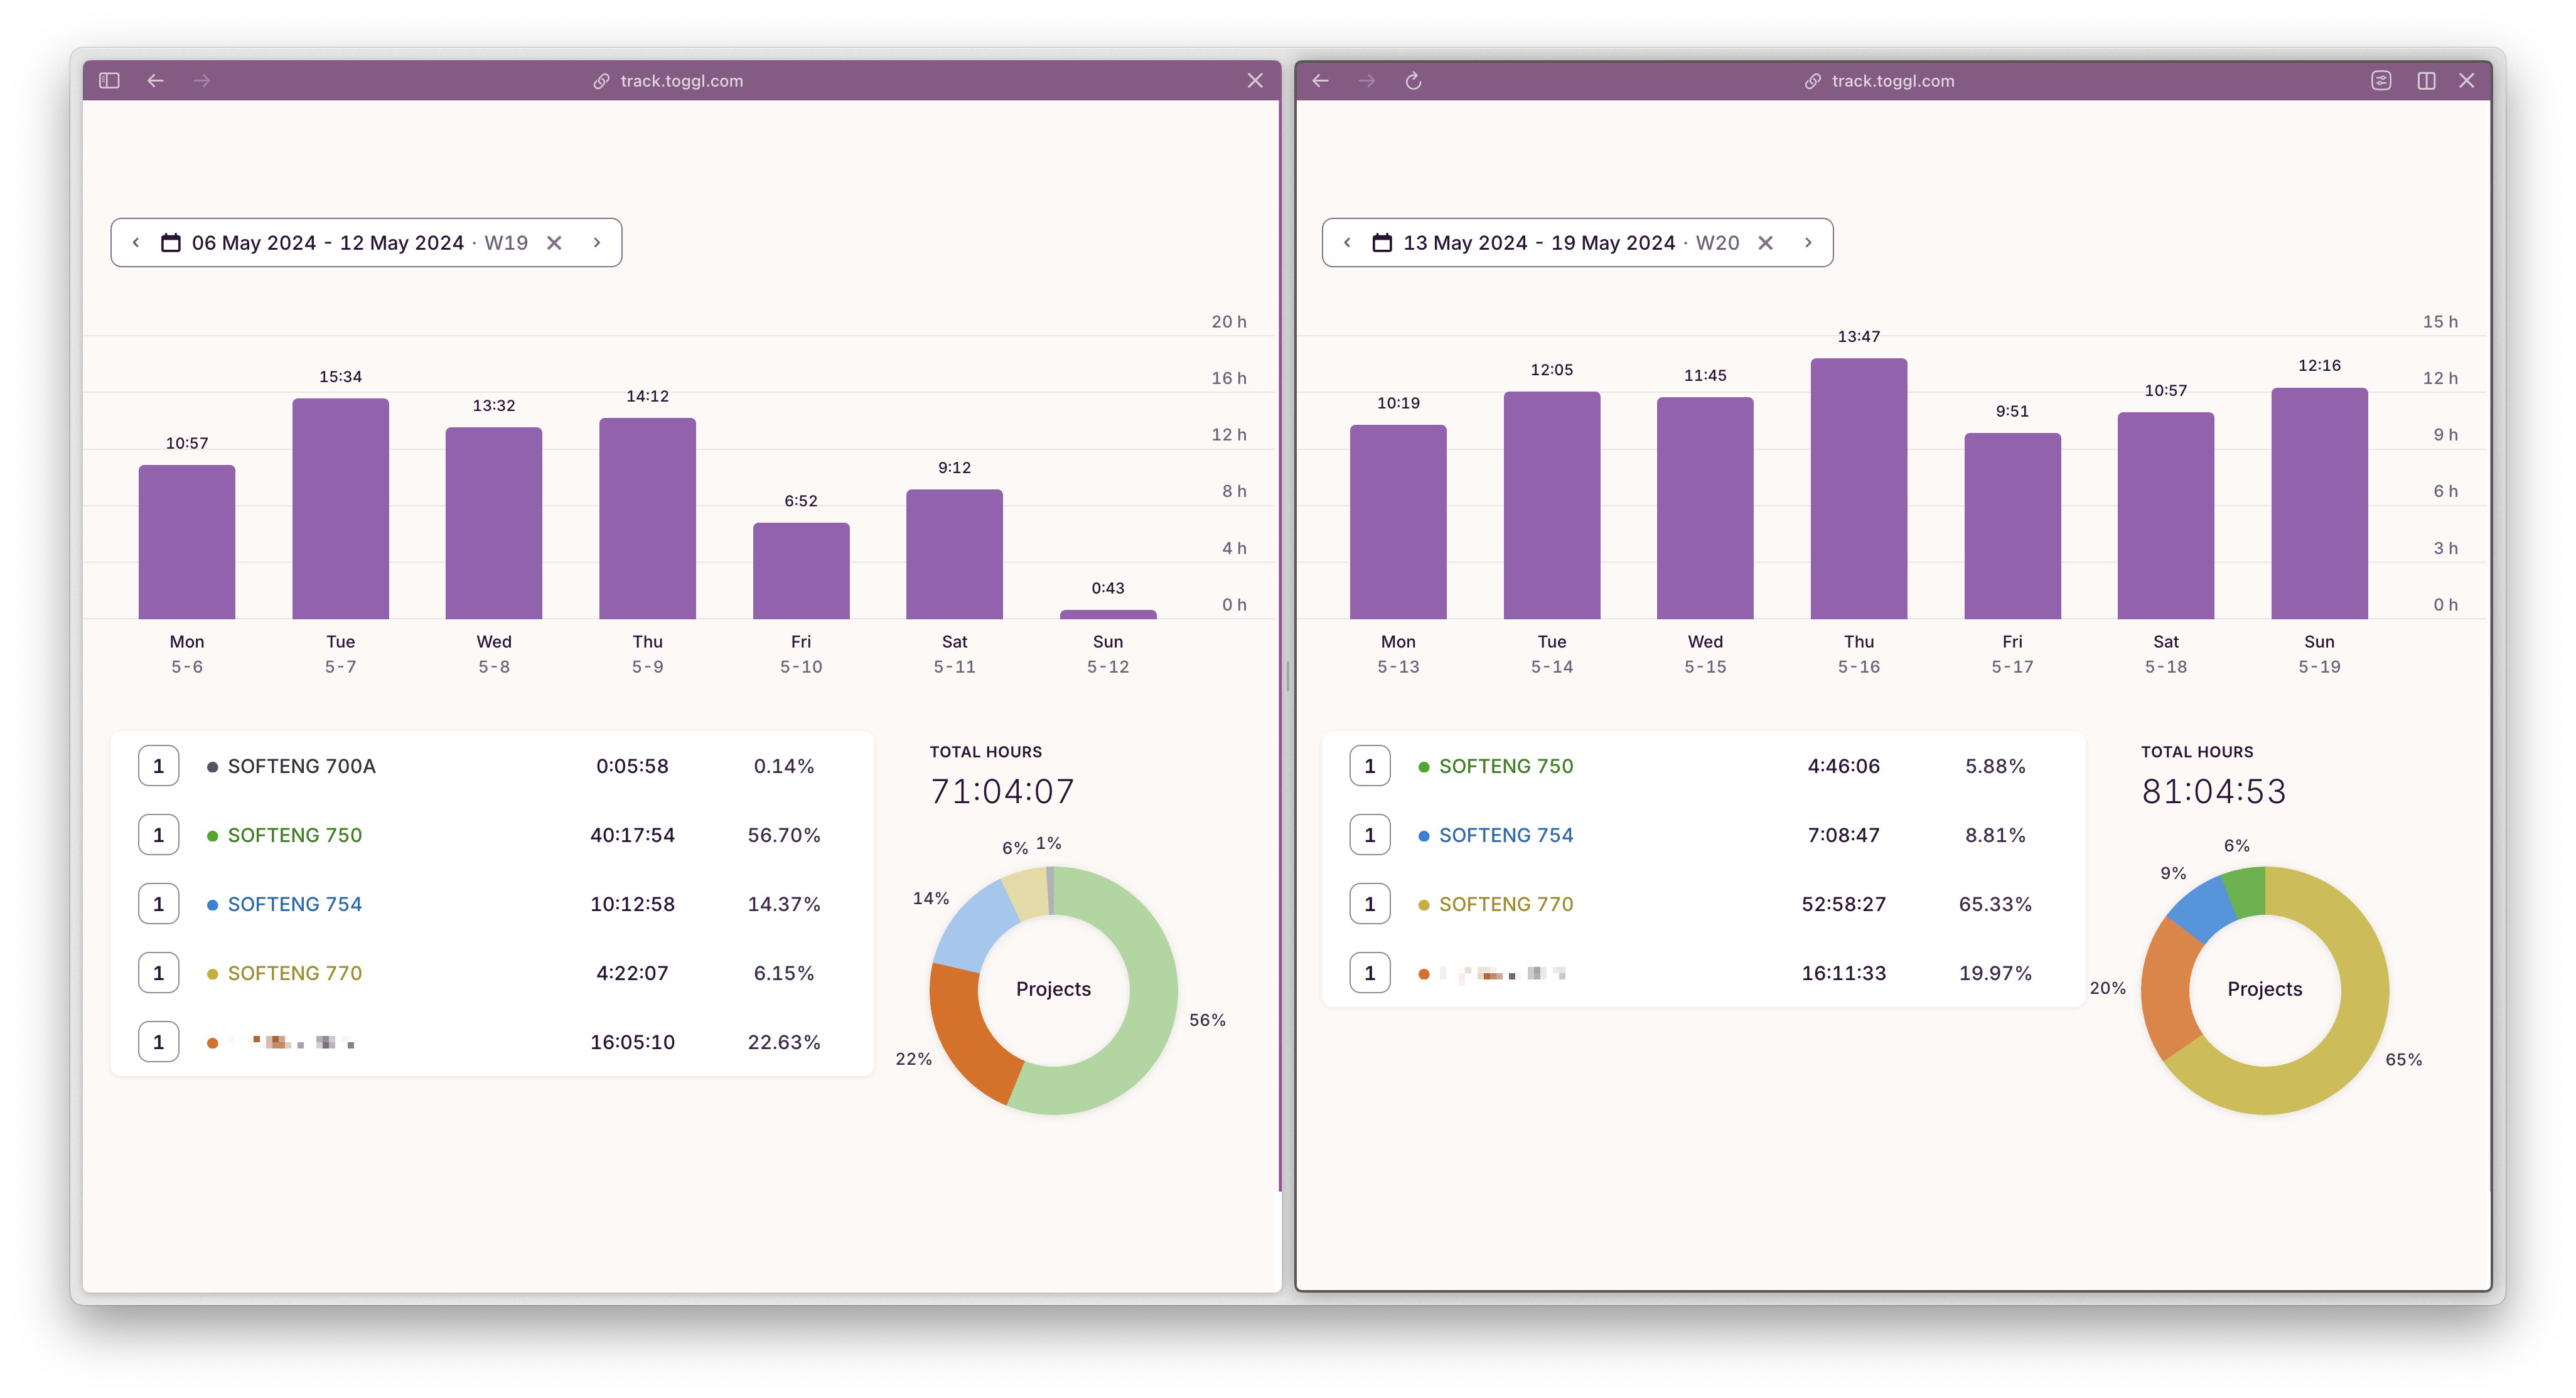 track.toggl.com
06 May 2024 - 12 May 2024 · W19
20 h
16 h
12 h
8 h
4 h
0 h
10:57
15:34
13:32
14:12
6:52
9:12
0:43
Mon
5-6
Tue
5-7
Wed
5-8
Thu
5-9
Fri
5-10
Sat
5-11
Sun
5-12
1 SOFTENG 700A 0:05:58 0.14%
1 SOFTENG 750 40:17:54 56.70%
1 SOFTENG 754 10:12:58 14.37%
1 SOFTENG 770 4:22:07 6.15%
1 16:05:10 22.63%
TOTAL HOURS
71:04:07
6% 1%
14%
Projects
56%
22%
track.toggl.com
13 May 2024 - 19 May 2024 · W20
15 h
12 h
9 h
6 h
3 h
0 h
10:19
12:05
11:45
13:47
9:51
10:57
12:16
Mon
5-13
Tue
5-14
Wed
5-15
Thu
5-16
Fri
5-17
Sat
5-18
Sun
5-19
1 SOFTENG 750 4:46:06 5.88%
1 SOFTENG 754 7:08:47 8.81%
1 SOFTENG 770 52:58:27 65.33%
1 16:11:33 19.97%
TOTAL HOURS
81:04:53
6%
9%
20%
Projects
65%